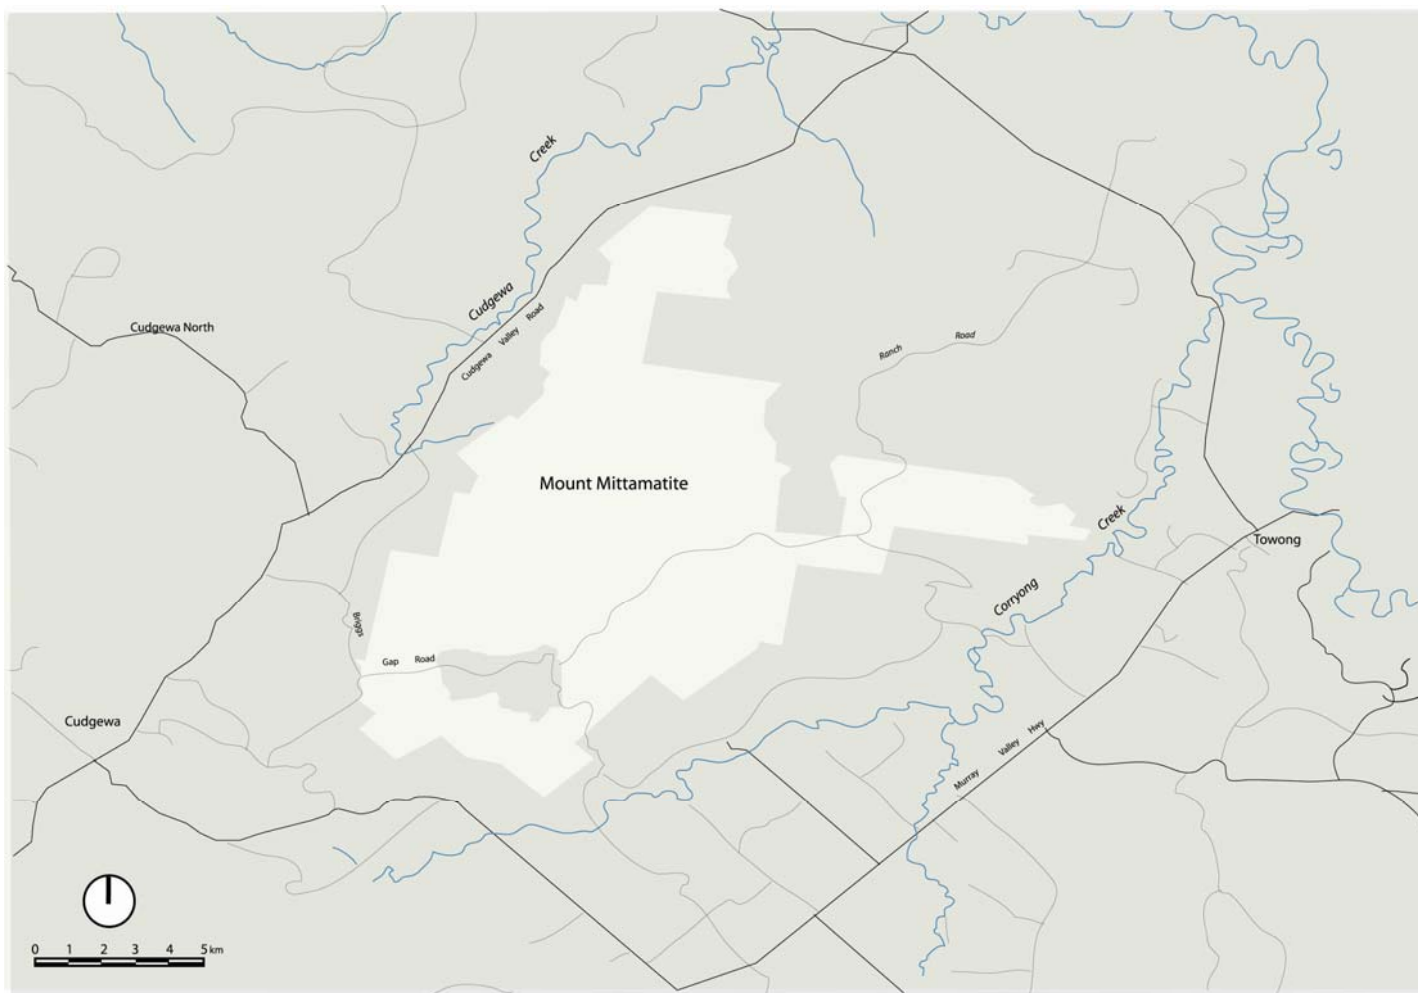 Creek
Cudgewa
Cudgewa North
Cudgewa Valley Road
Ranch Road
Mount Mittamatite
Creek
Towong
Corryong
Briggs
Gap Road
Cudgewa
Murray Valley Hwy
0 1 2 3 4 5 km